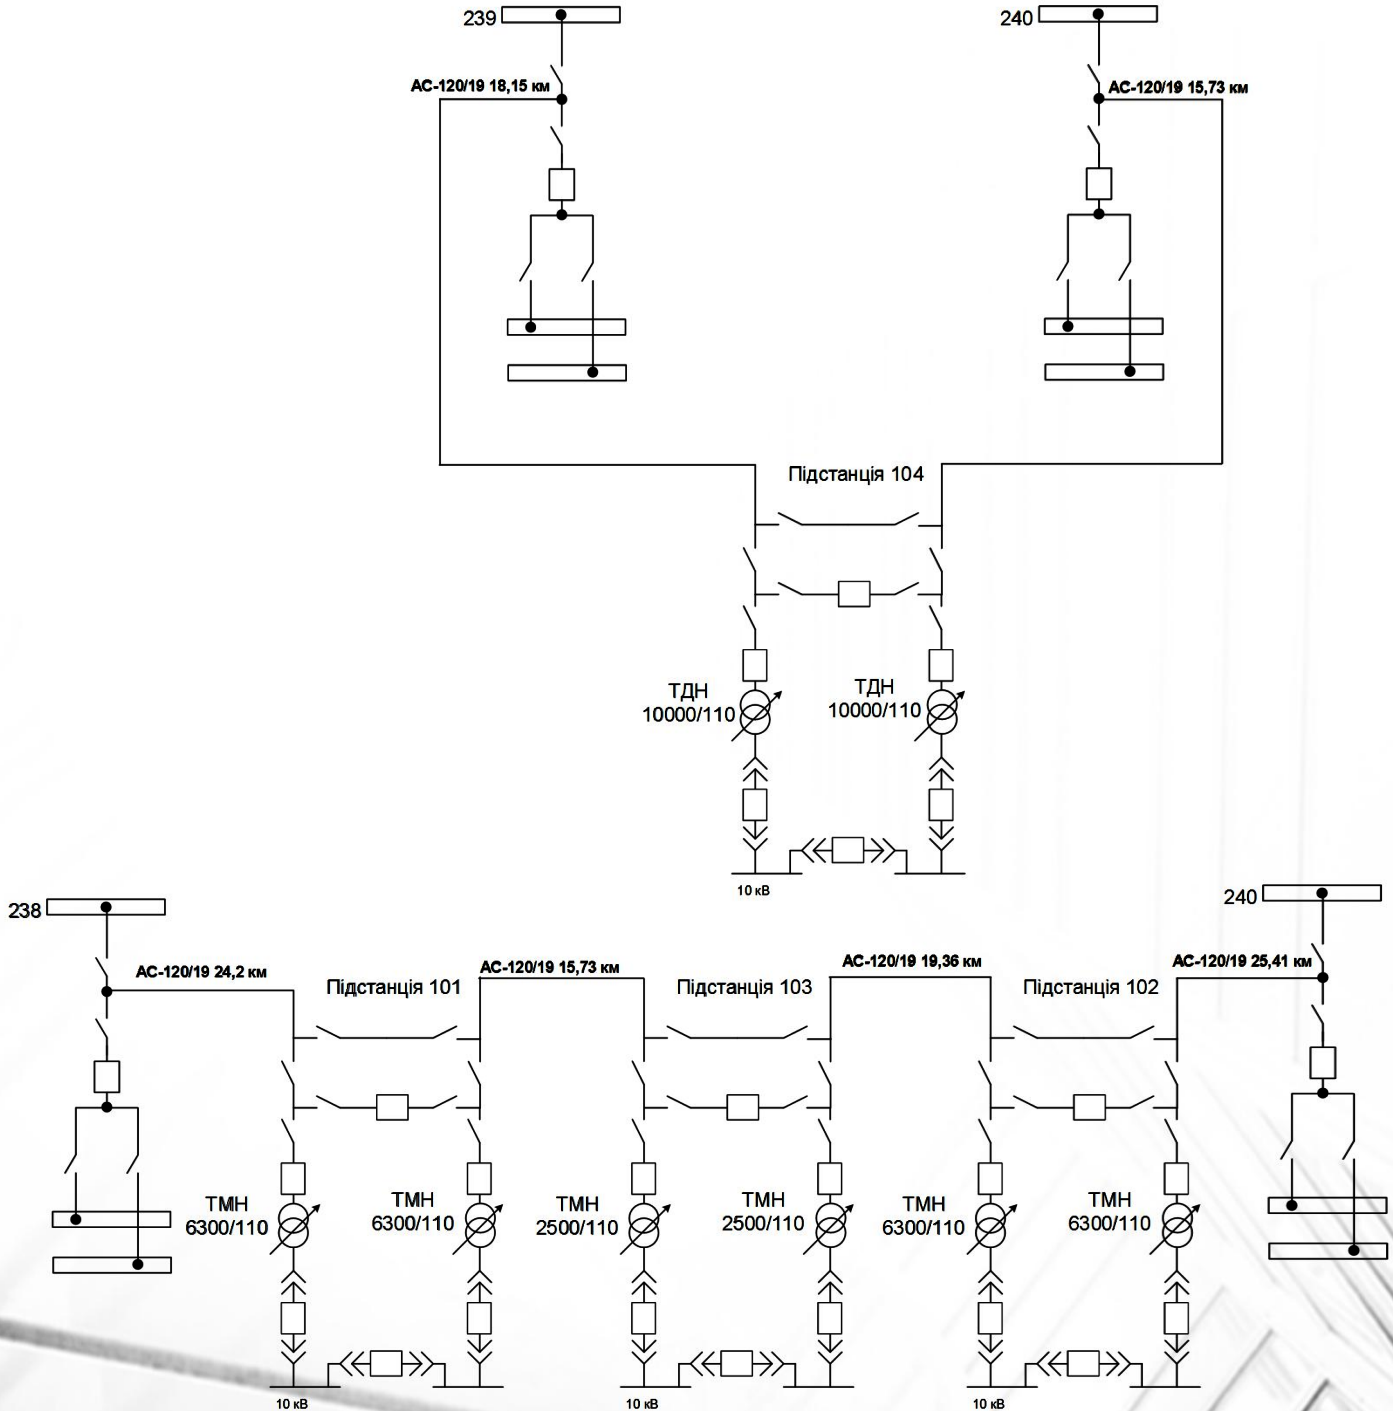 239
240
АС-120/19 18,15 км
АС-120/19 15,73 км
Підстанція 104
ТДН
10000/110
ТДН
10000/110
10 кВ
238
240
АС-120/19 24,2 км
АС-120/19 15,73 км
АС-120/19 19,36 км
АС-120/19 25,41 км
Підстанція 101
Підстанція 103
Підстанція 102
ТМН
6300/110
ТМН
6300/110
ТМН
2500/110
ТМН
2500/110
ТМН
6300/110
ТМН
6300/110
10 кВ
10 кВ
10 кВ